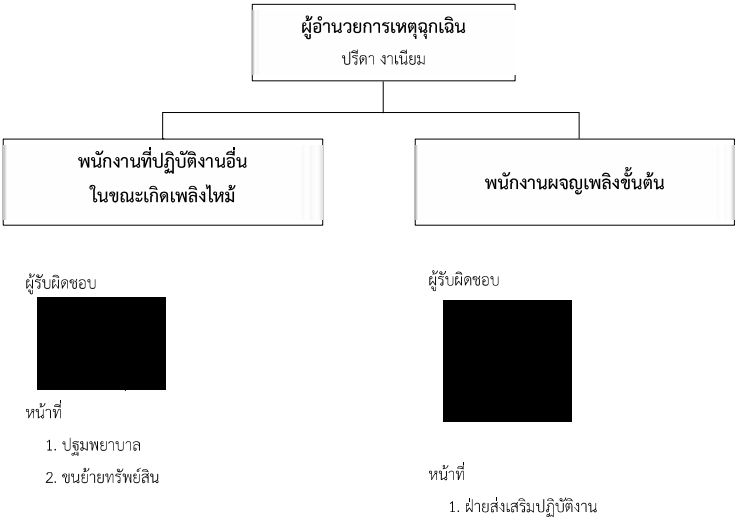 ผู้อำนวยการเหตุฉุกเฉิน
ปรีดา งาเนียม
พนักงานที่ปฏิบัติงานอื่น
ในขณะเกิดเพลิงไหม้
พนักงานผจญเพลิงขั้นต้น
ผู้รับผิดชอบ
หน้าที่
1. ปฐมพยาบาล
2. ขนย้ายทรัพย์สิน
ผู้รับผิดชอบ
หน้าที่
1. ฝ่ายส่งเสริมปฏิบัติงาน